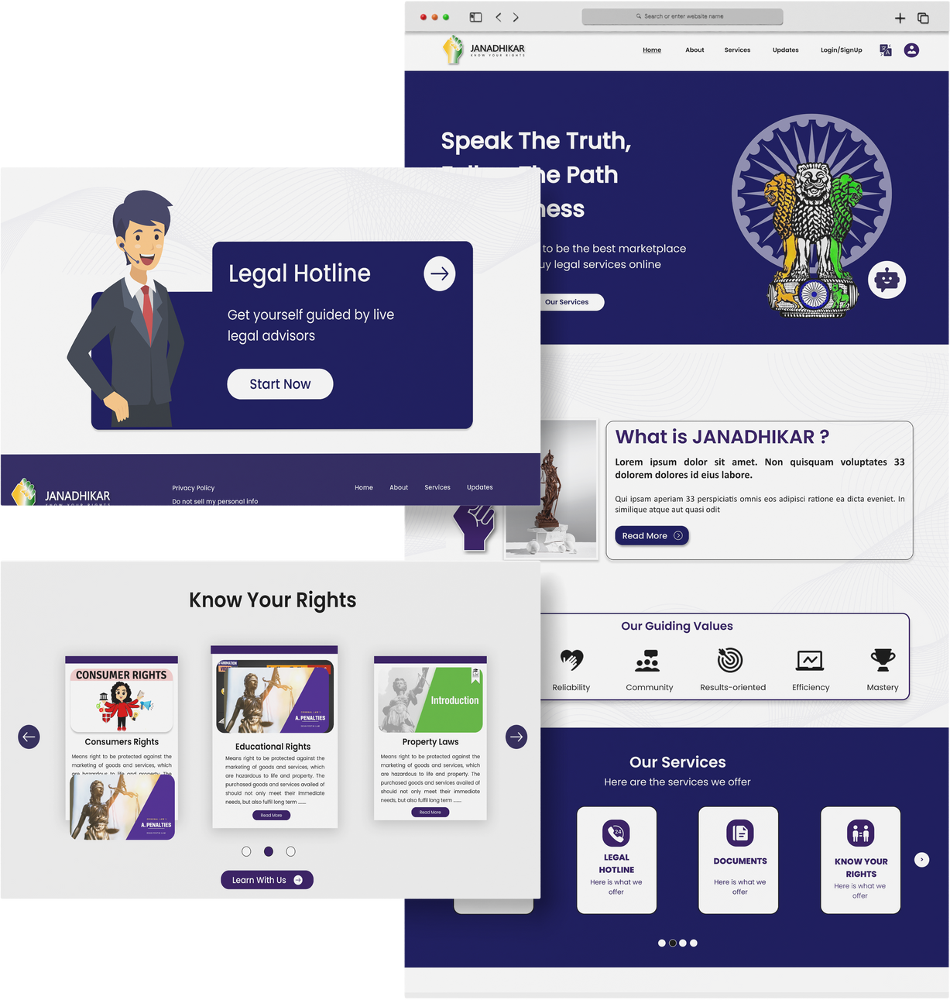 Search or enter website name
JANADHIKAR
KNOW YOUR RIGHTS
Home
About
Services
Updates
Login/SignUp
Speak The Truth,
The Path
ness
to be the best marketplace
uy legal services online
Our Services
Legal Hotline
Get yourself guided by live
legal advisors
Start Now
JANADHIKAR
KNOW YOUR RIGHTS
Privacy Policy
Do not sell my personal info
Home
About
Services
Updates
What is JANADHIKAR ?
Lorem ipsum dolor sit amet. Non quisquam voluptates 33
dolorem dolores id eius labore.
Qui ipsam aperiam 33 perspiciatis omnis eos adipisci ratione ea dicta eveniet. In
similique atque aut quasi odit
Read More
Our Guiding Values
Reliability
Community
Results-oriented
Efficiency
Mastery
Know Your Rights
CONSUMER RIGHTS
Consumers Rights
Means right to be protected against the
marketing of goods and services, which
are hazardous to life and property. The
A. PENALTIES
CRIMINAL LAW I.
A. PENALTIES
Educational Rights
Means right to be protected against the
marketing of goods and services, which
are hazardous to life and property. The
purchased goods and services availed of
should not only meet their immediate
needs, but also fulfil long term ......
Read More
Introduction
Property Laws
Means right to be protected against the
marketing of goods and services, which
are hazardous to life and property. The
purchased goods and services availed of
should not only meet their immediate
needs, but also fulfil long term ......
Read More
Learn With Us
Our Services
Here are the services we offer
24
LEGAL
HOTLINE
Here is what we
offer
DOCUMENTS
Here is what we
offer
KNOW YOUR
RIGHTS
Here is what we
offer